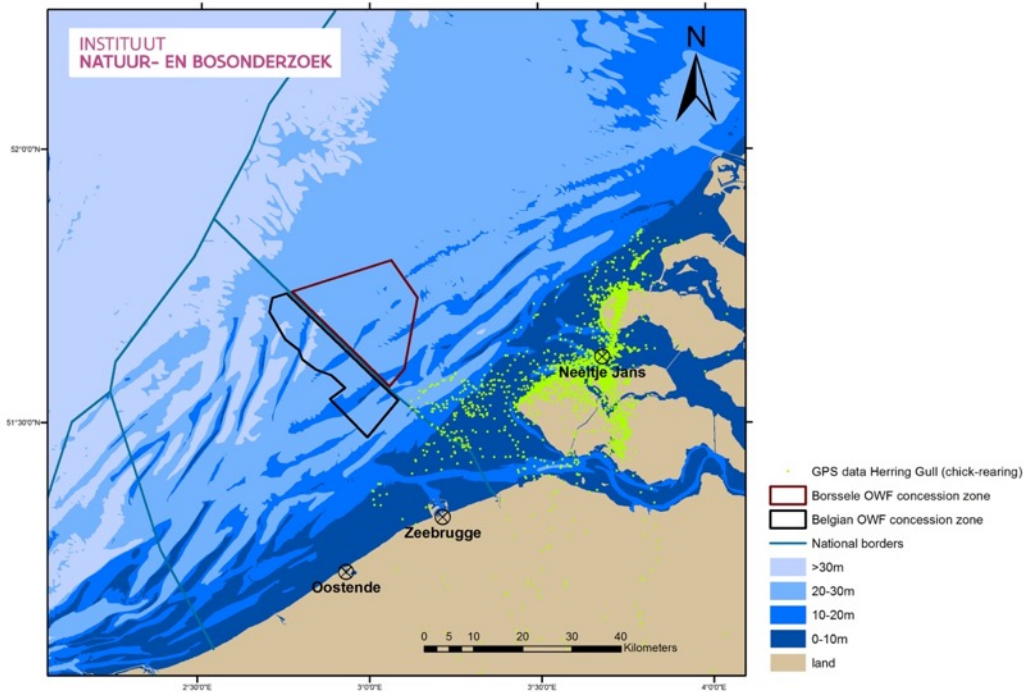 INSTITUUT
NATUUR- EN BOSONDERZOEK
N
52°0'0"N
51°30'0"N
Neeltje Jans
Zeebrugge
Oostende
0 5 10 20 30 40
Kilometers
2°30'0"E 3°0'0"E 3°30'0"E 4°0'0"E
GPS data Herring Gull (chick-rearing)
Borssele OWF concession zone
Belgian OWF concession zone
National borders
>30m
20-30m
10-20m
0-10m
land